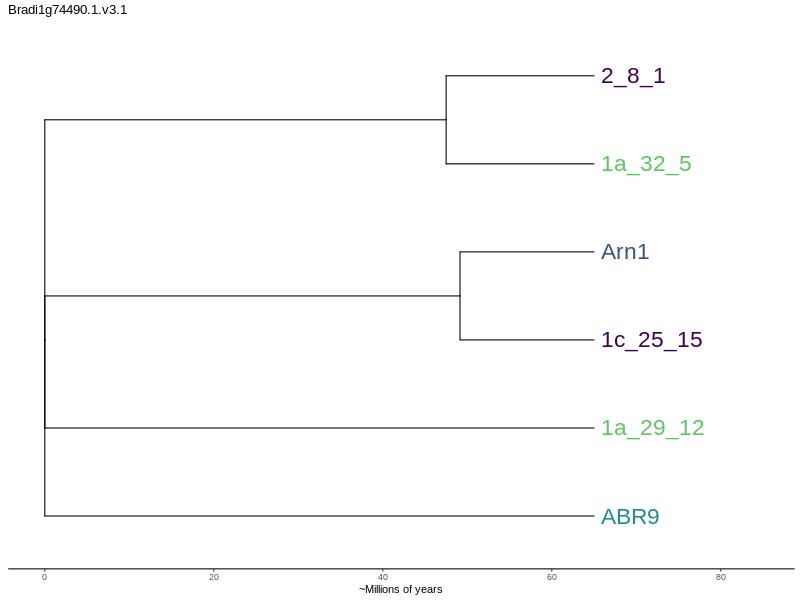 Bradi1g74490.1.v3.1
2_8_1
1a_32_5
Arn1
1c_25_15
1a_29_12
ABR9
0 20 40 60 80
~Millions of years